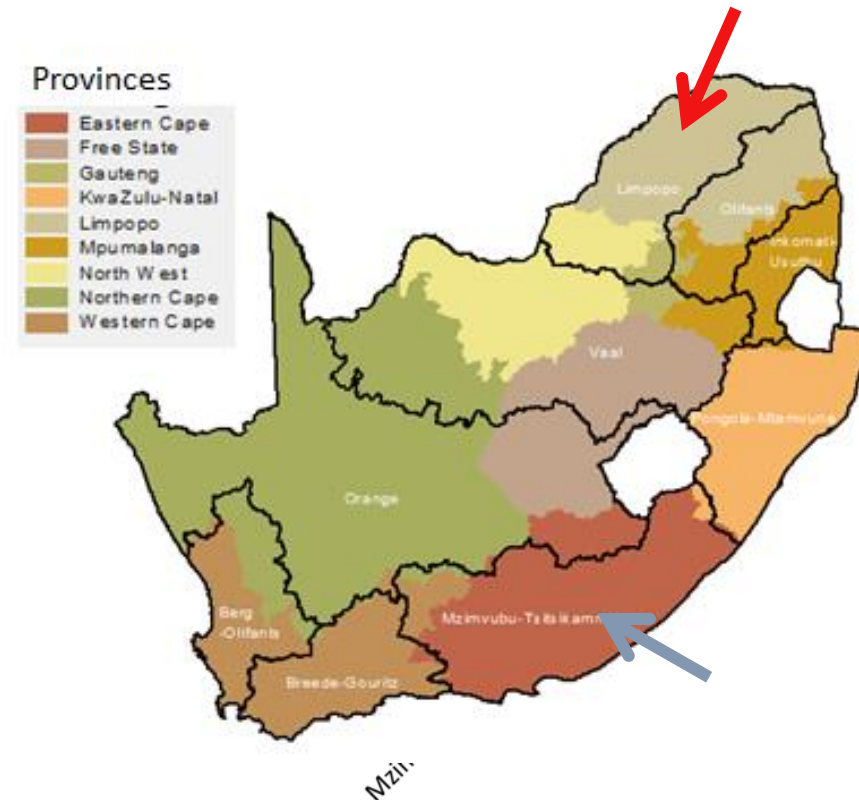 Provinces
Eastern Cape
Free State
Gauteng
KwaZulu-Natal
Limpopo
Mpumalanga
North West
Northern Cape
Western Cape
Limpopo
Olifants
Inkomati-
Usuthu
Vaal
Pongola-Mtamvuna
Orange
Berg
-Olifants
Mzimvubu-Tsitsikam
Breede-Gouritz